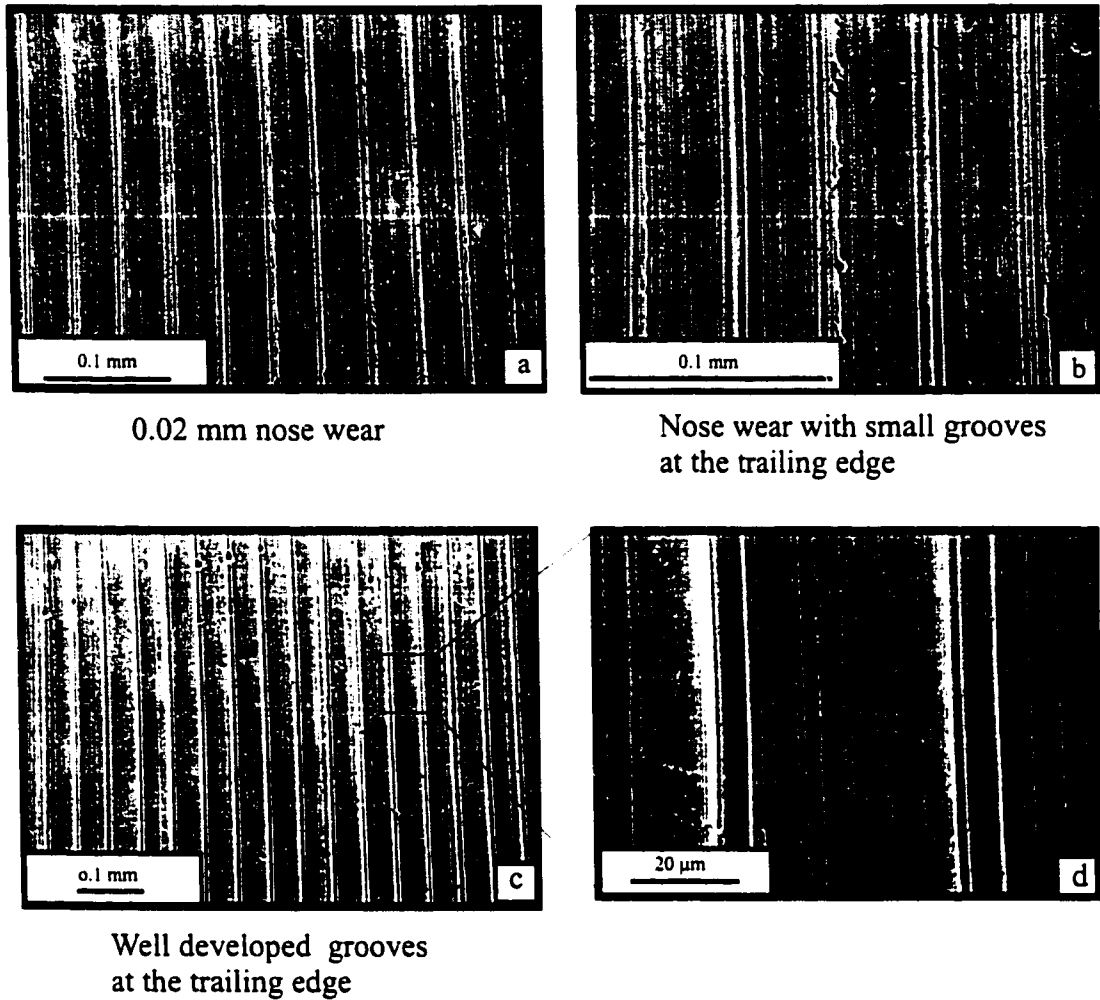 0.1 mm
a
0.1 mm
b
0.02 mm nose wear
Nose wear with small grooves
at the trailing edge
o.1 mm
c
20 µm
d
Well developed grooves
at the trailing edge